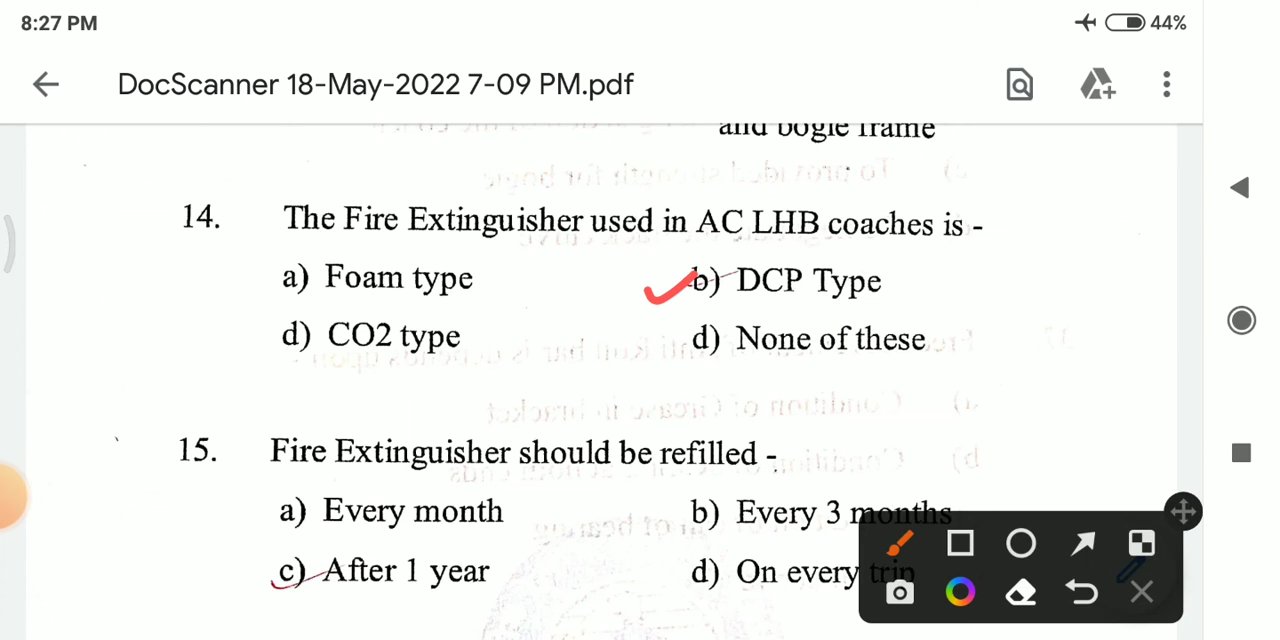 8:27 PM
44%
DocScanner 18-May-2022 7-09 PM.pdf
and bogie frame
14. The Fire Extinguisher used in AC LHB coaches is -
a) Foam type b) DCP Type
d) CO2 type d) None of these
15. Fire Extinguisher should be refilled -
a) Every month b) Every 3 months
c) After 1 year d) On every trip